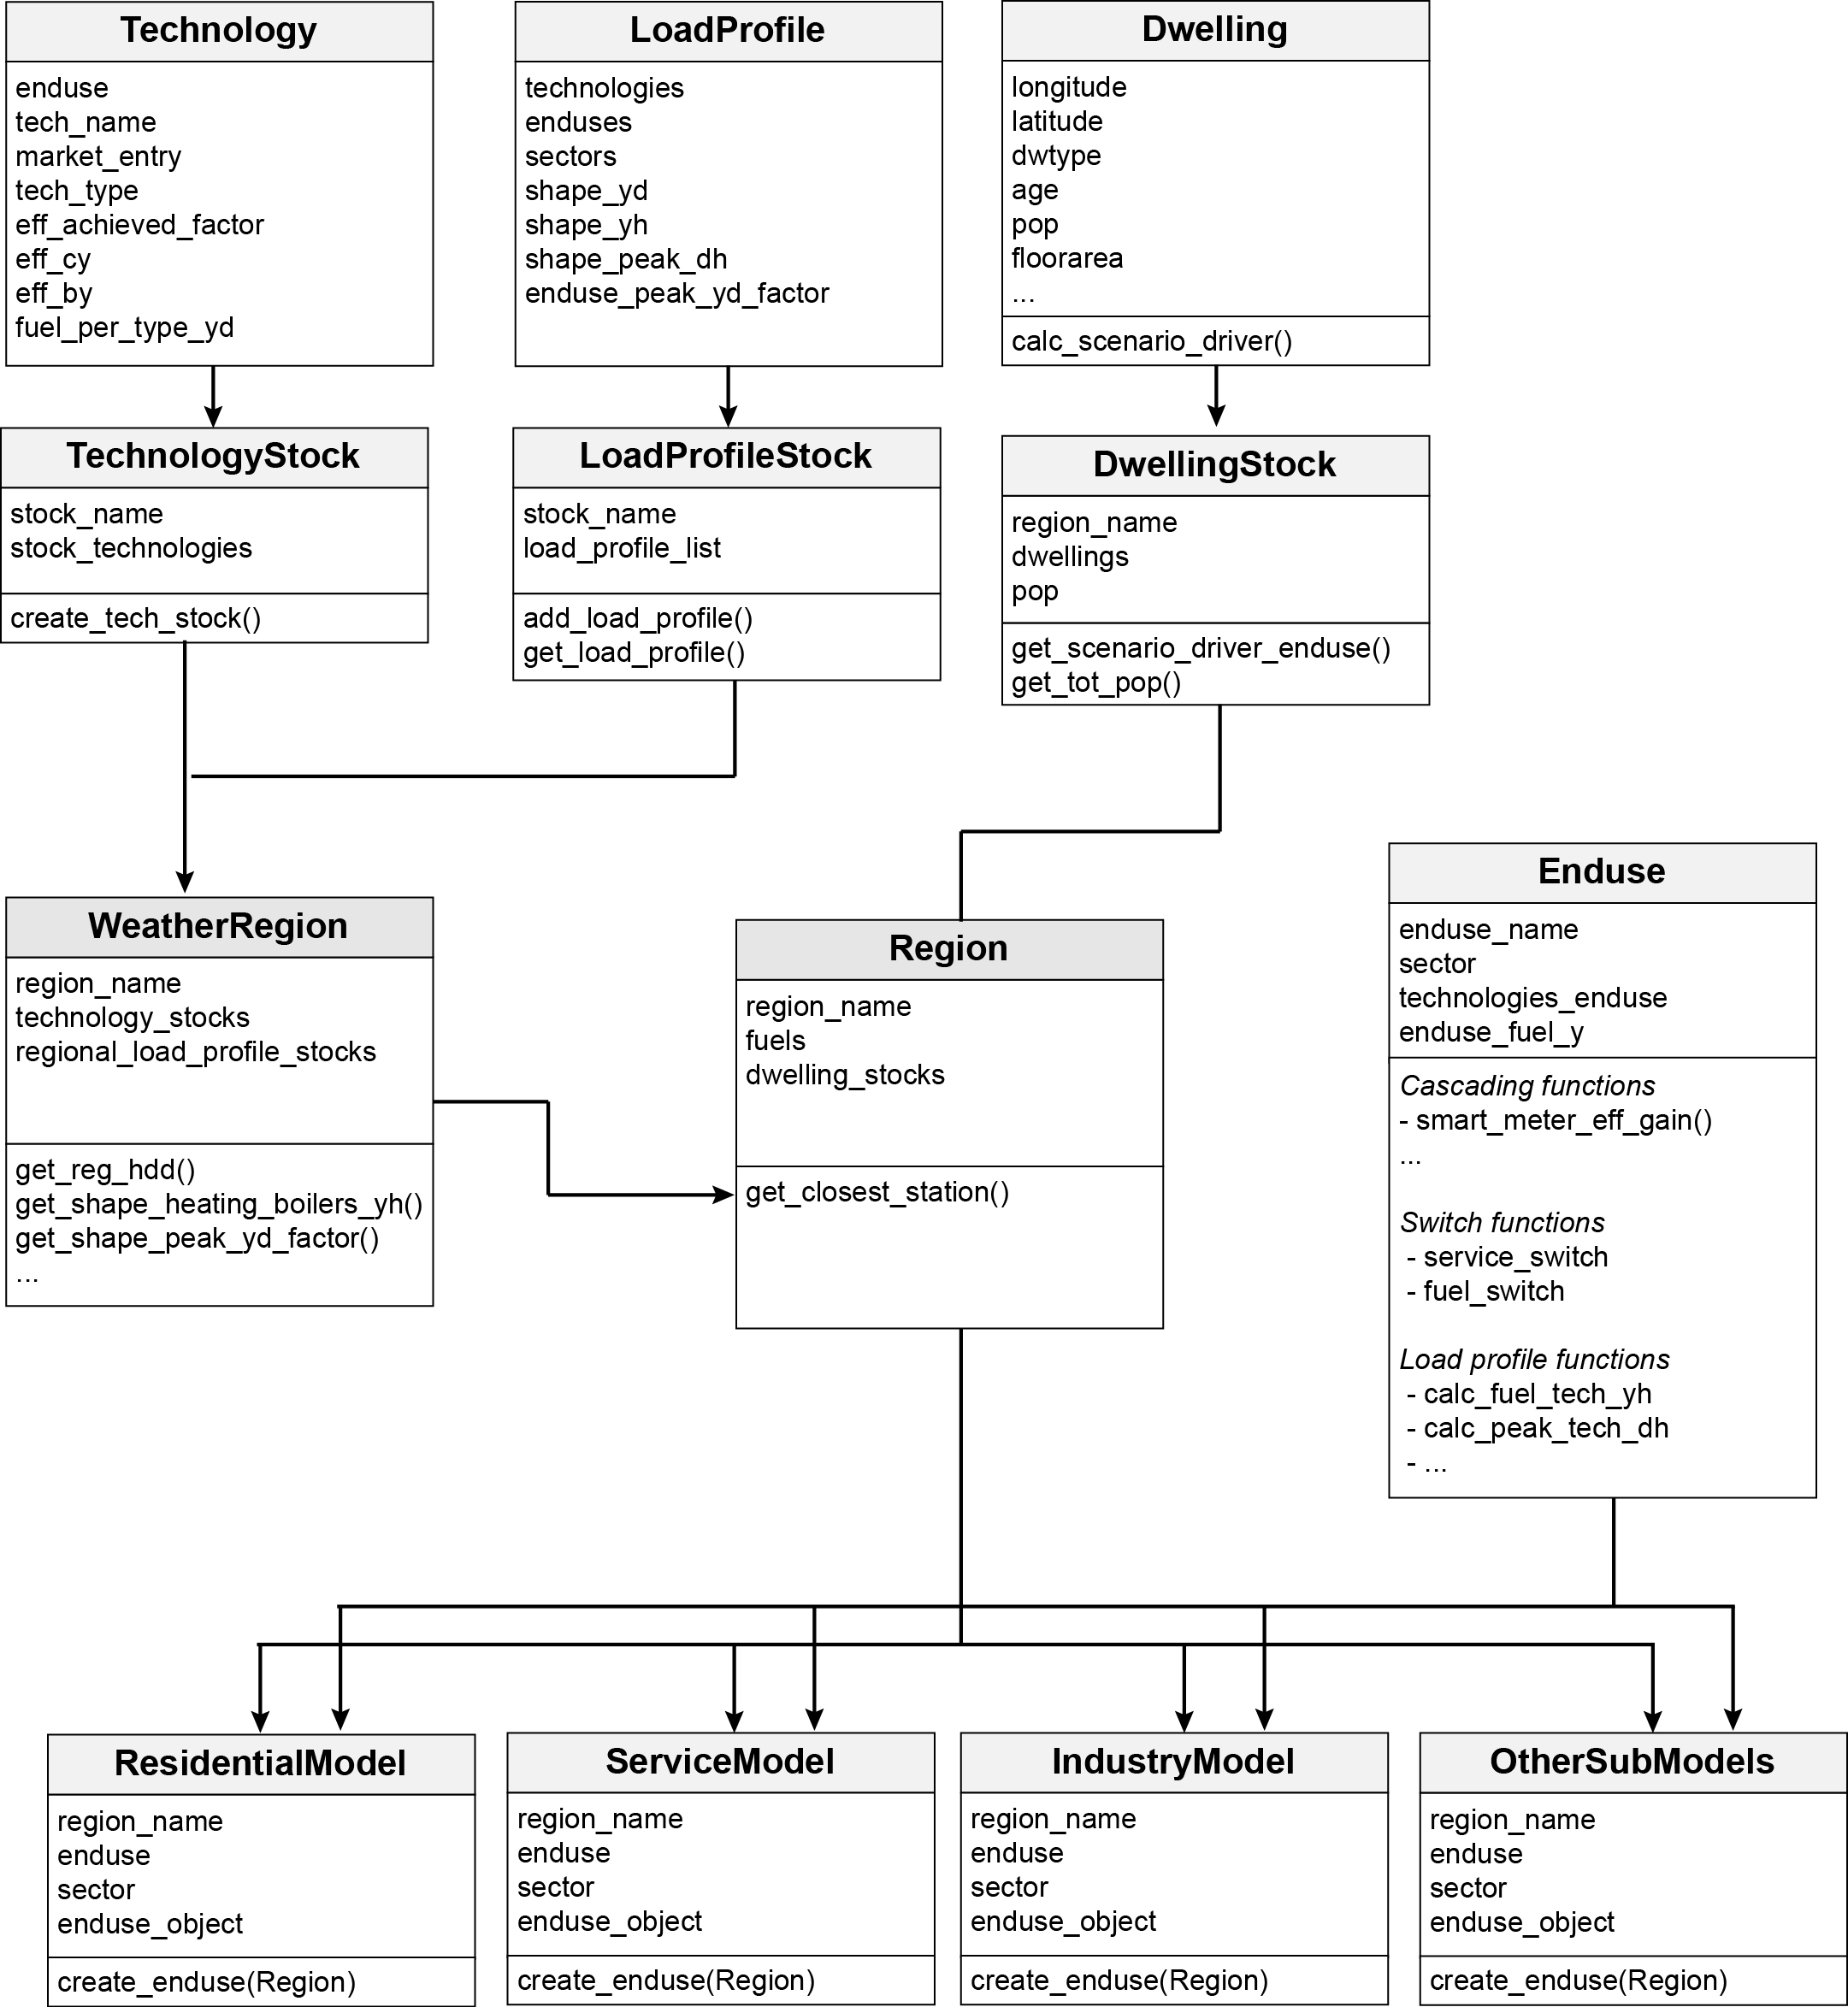 Technology
enduse
tech_name
market_entry
tech_type
eff_achieved_factor
eff_cy
eff_by
fuel_per_type_yd
LoadProfile
technologies
enduses
sectors
shape_yd
shape_yh
shape_peak_dh
enduse_peak_yd_factor
Dwelling
longitude
latitude
dwtype
age
pop
floorarea
...
calc_scenario_driver()
TechnologyStock
stock_name
stock_technologies
create_tech_stock()
LoadProfileStock
stock_name
load_profile_list
add_load_profile()
get_load_profile()
DwellingStock
region_name
dwellings
pop
get_scenario_driver_enduse()
get_tot_pop()
WeatherRegion
region_name
technology_stocks
regional_load_profile_stocks
get_reg_hdd()
get_shape_heating_boilers_yh()
get_shape_peak_yd_factor()
...
Region
region_name
fuels
dwelling_stocks
get_closest_station()
Enduse
enduse_name
sector
technologies_enduse
enduse_fuel_y
Cascading functions
- smart_meter_eff_gain()
...
Switch functions
- service_switch
- fuel_switch
Load profile functions
- calc_fuel_tech_yh
- calc_peak_tech_dh
- ...
ResidentialModel
region_name
enduse
sector
enduse_object
create_enduse(Region)
ServiceModel
region_name
enduse
sector
enduse_object
create_enduse(Region)
IndustryModel
region_name
enduse
sector
enduse_object
create_enduse(Region)
OtherSubModels
region_name
enduse
sector
enduse_object
create_enduse(Region)